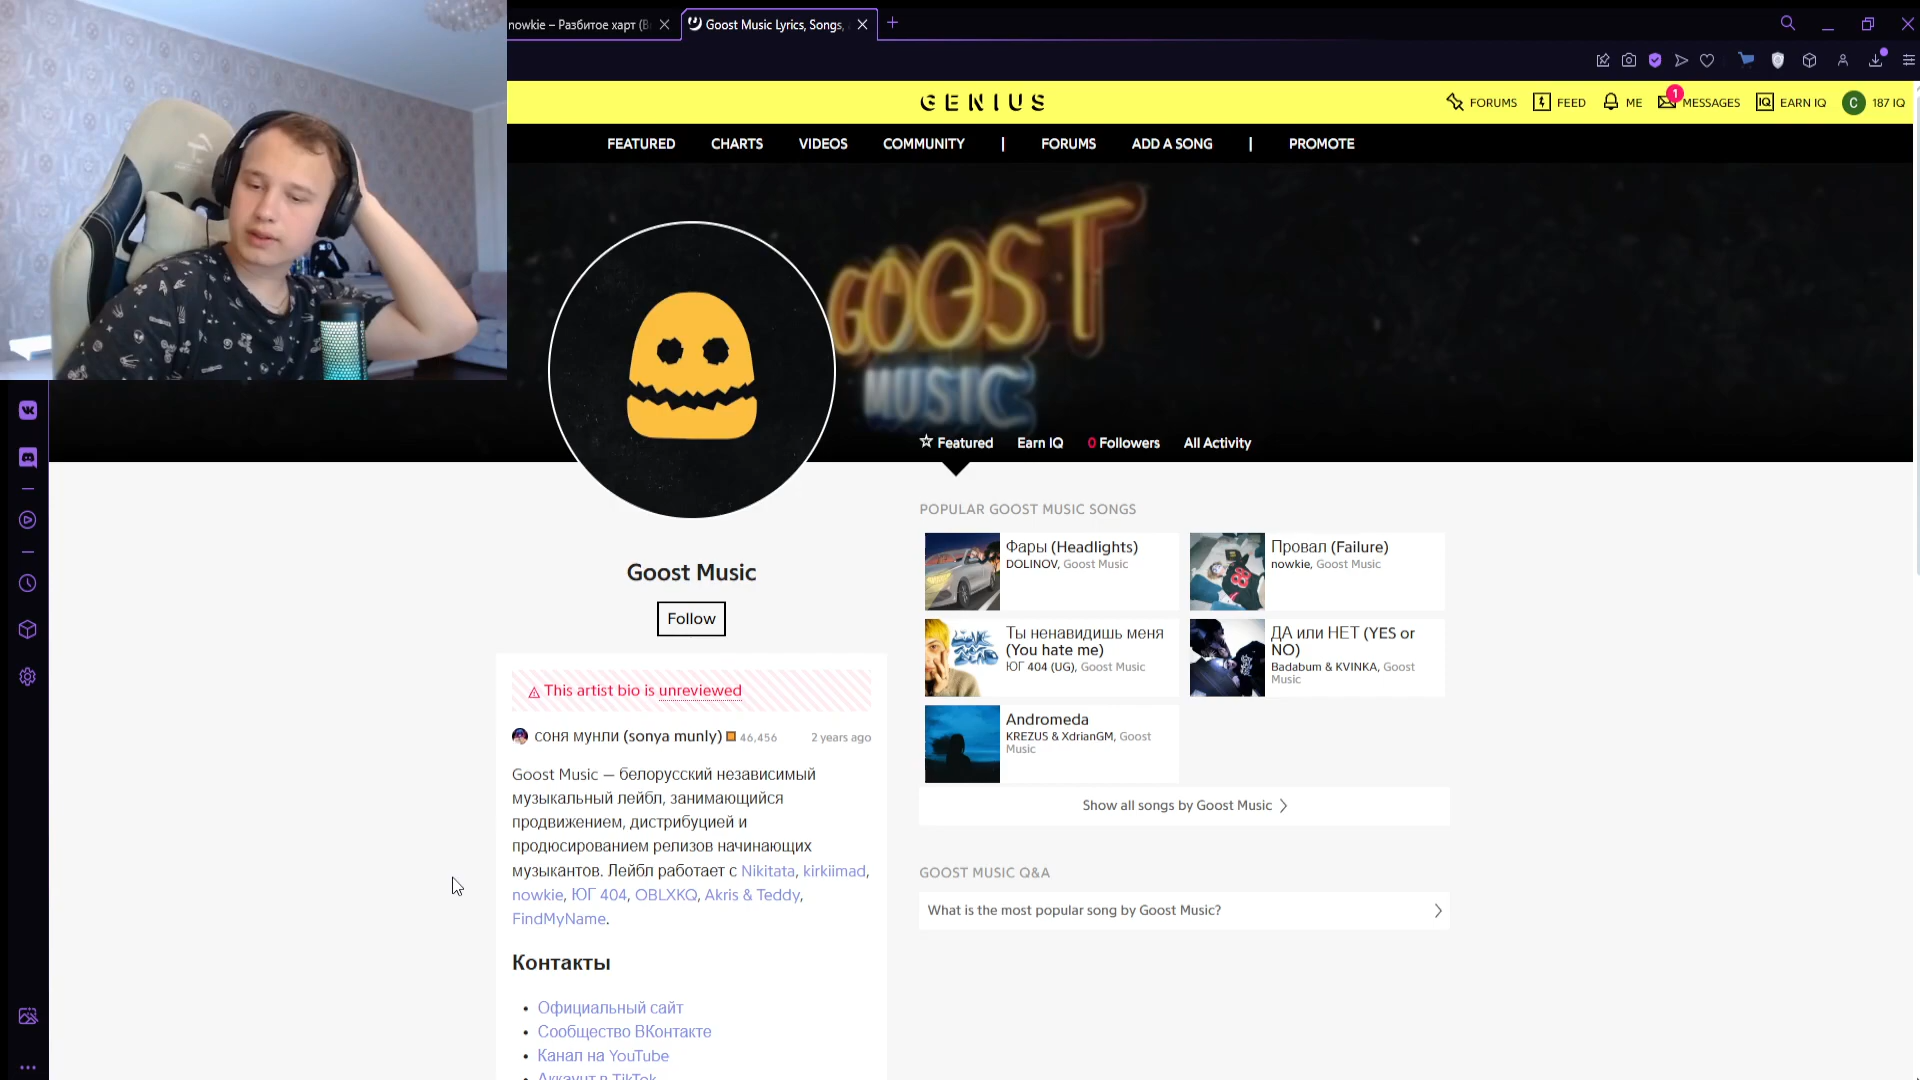 nowkie – Разбитое харт (В
Goost Music Lyrics, Songs,
GENIUS
FORUMS
FEED
ME
1
MESSAGES
IQ
EARN IQ
C
187 IQ
FEATURED
CHARTS
VIDEOS
COMMUNITY
|
FORUMS
ADD A SONG
|
PROMOTE
GOOST
MUSIC
Featured
Earn IQ
0 Followers
All Activity
Goost Music
Follow
This artist bio is unreviewed
соня мунли (sonya munly) 46,456
2 years ago
Goost Music — белорусский независимый
музыкальный лейбл, занимающийся
продвижением, дистрибуцией и
продюсированием релизов начинающих
музыкантов. Лейбл работает с Nikitata, kirkiimad,
nowkie, ЮГ 404, OBLXKQ, Akris & Teddy,
FindMyName.
Контакты
• Официальный сайт
• Сообщество ВКонтакте
• Канал на YouTube
Аккаунт в TikTok
POPULAR GOOST MUSIC SONGS
Фары (Headlights)
DOLINOV, Goost Music
Провал (Failure)
nowkie, Goost Music
Ты ненавидишь меня
(You hate me)
ЮГ 404 (UG), Goost Music
ДА или НЕТ (YES or
NO)
Badabum & KVINKA, Goost
Music
Andromeda
KREZUS & XdrianGM, Goost
Music
Show all songs by Goost Music
GOOST MUSIC Q&A
What is the most popular song by Goost Music?